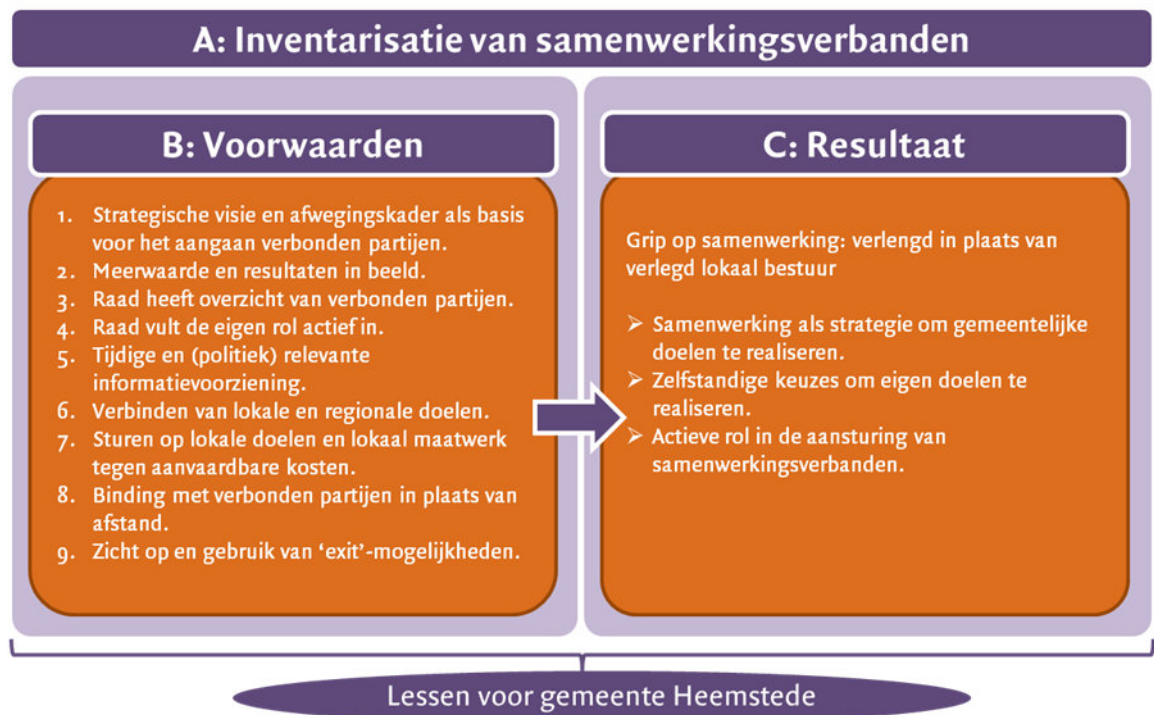 A: Inventarisatie van samenwerkingsverbanden
B: Voorwaarden
1. Strategische visie en afwegingskader als basis
voor het aangaan verbonden partijen.
2. Meerwaarde en resultaten in beeld.
3. Raad heeft overzicht van verbonden partijen.
4. Raad vult de eigen rol actief in.
5. Tijdige en (politiek) relevante
informatievoorziening.
6. Verbinden van lokale en regionale doelen.
7. Sturen op lokale doelen en lokaal maatwerk
tegen aanvaardbare kosten.
8. Binding met verbonden partijen in plaats van
afstand.
9. Zicht op en gebruik van ‘exit’-mogelijkheden.
C: Resultaat
Grip op samenwerking: verlengd in plaats van
verlegd lokaal bestuur
➢ Samenwerking als strategie om gemeentelijke
doelen te realiseren.
➢ Zelfstandige keuzes om eigen doelen te
realiseren.
➢ Actieve rol in de aansturing van
samenwerkingsverbanden.
Lessen voor gemeente Heemstede